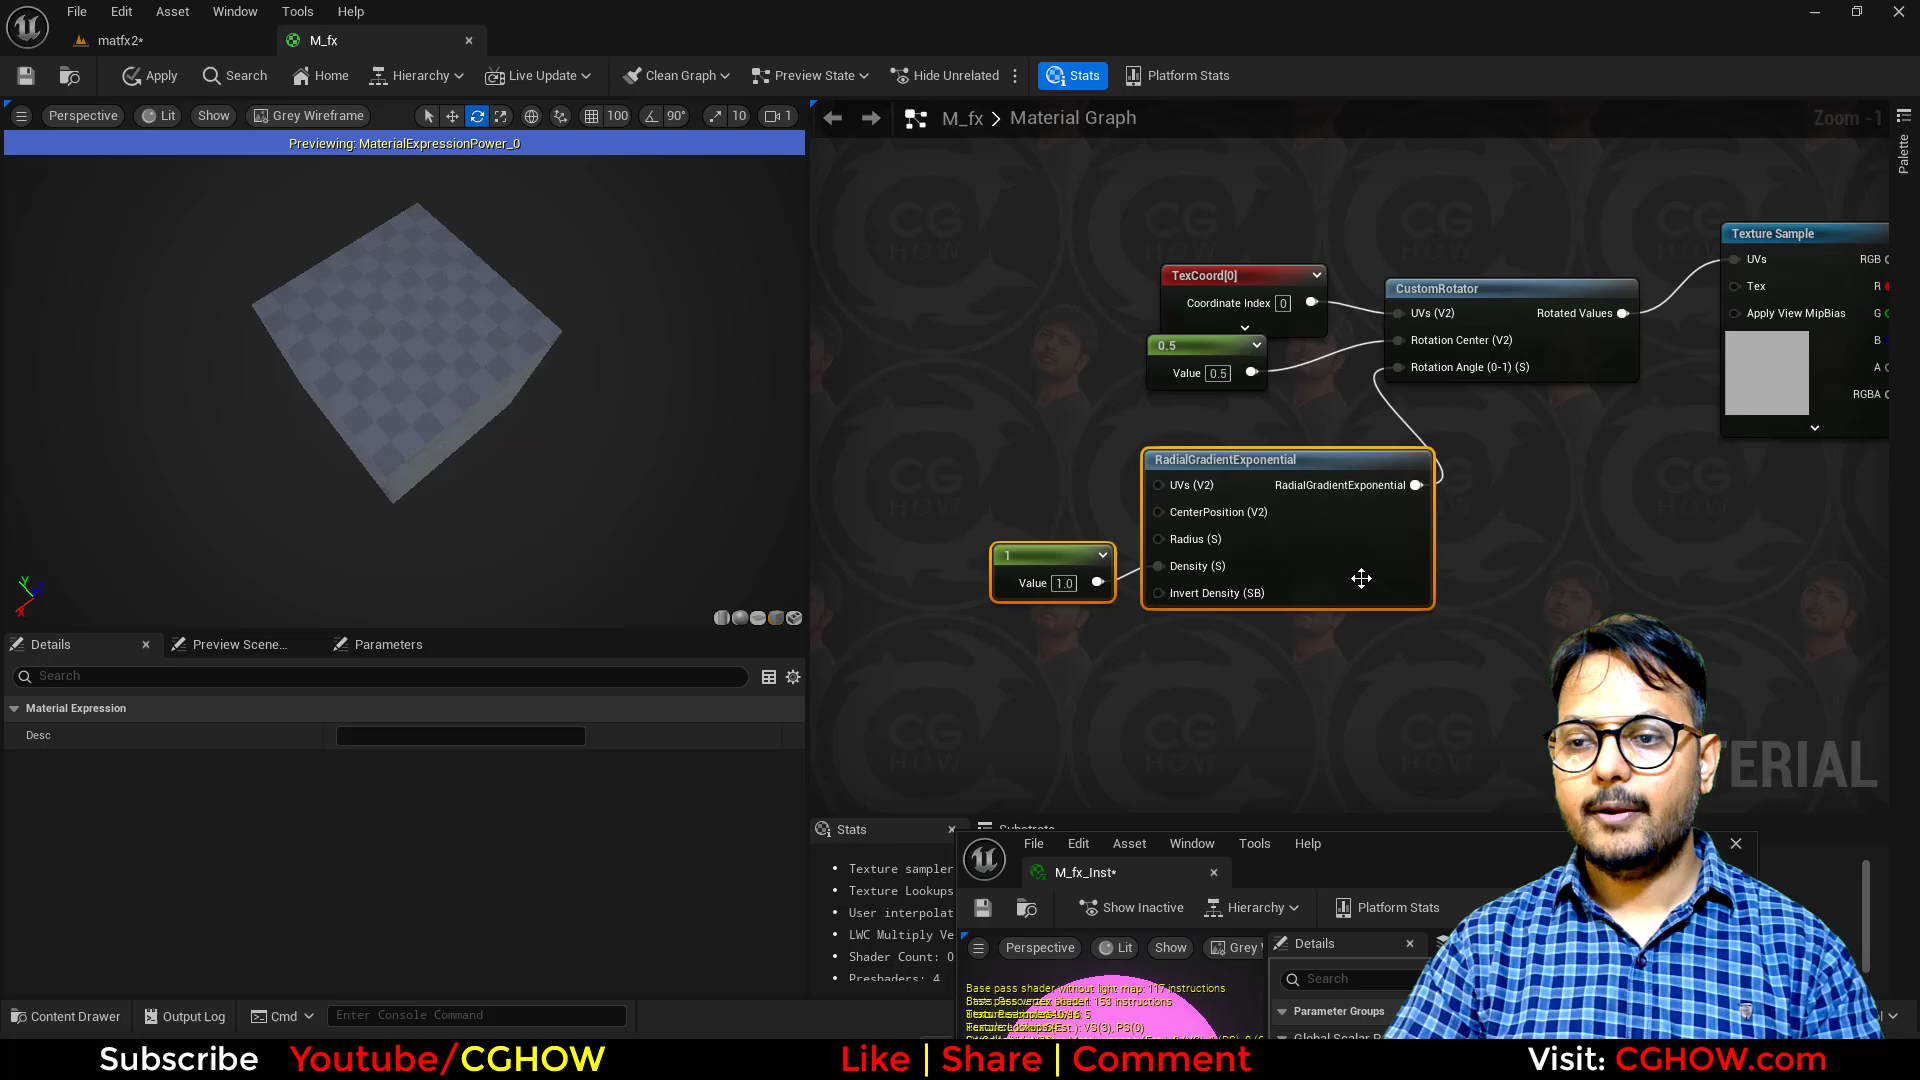 File Edit Asset Window Tools Help
matfx2* M_fx
Apply Search Home Hierarchy Live Update Clean Graph Preview State Hide Unrelated Stats Platform Stats
Perspective Lit Show Grey Wireframe 100 90° 10 1
M_fx > Material Graph
Zoom -1
Palette
Previewing: MaterialExpressionPower_0
TexCoord[0]
Coordinate Index 0
0.5
Value 0.5
CustomRotator
UVs (V2) Rotated Values
Rotation Center (V2)
Rotation Angle (0-1) (S)
Texture Sample
UVs RGB
Tex R
Apply View MipBias G
B
A
RGBA
RadialGradientExponential
UVs (V2) RadialGradientExponential
CenterPosition (V2)
Radius (S)
Density (S)
Invert Density (SB)
1
Value 1.0
CG HOW
TERIAL
Details Preview Scene... Parameters
Search
Material Expression
Desc
Stats
Substrate
Texture sampler
Texture Lookups
User interpolat
LWC Multiply Ve
Shader Count: 0
Preshaders: 4
File Edit Asset Window Tools Help
M_fx_Inst*
Show Inactive Hierarchy Platform Stats
Perspective Lit Show Grey
Details
Search
Parameter Groups
Base pass shader without light map: 117 instructions
Content Drawer Output Log Cmd Enter Console Command
Subscribe Youtube/CGHOW Like | Share | Comment Visit: CGHOW.com